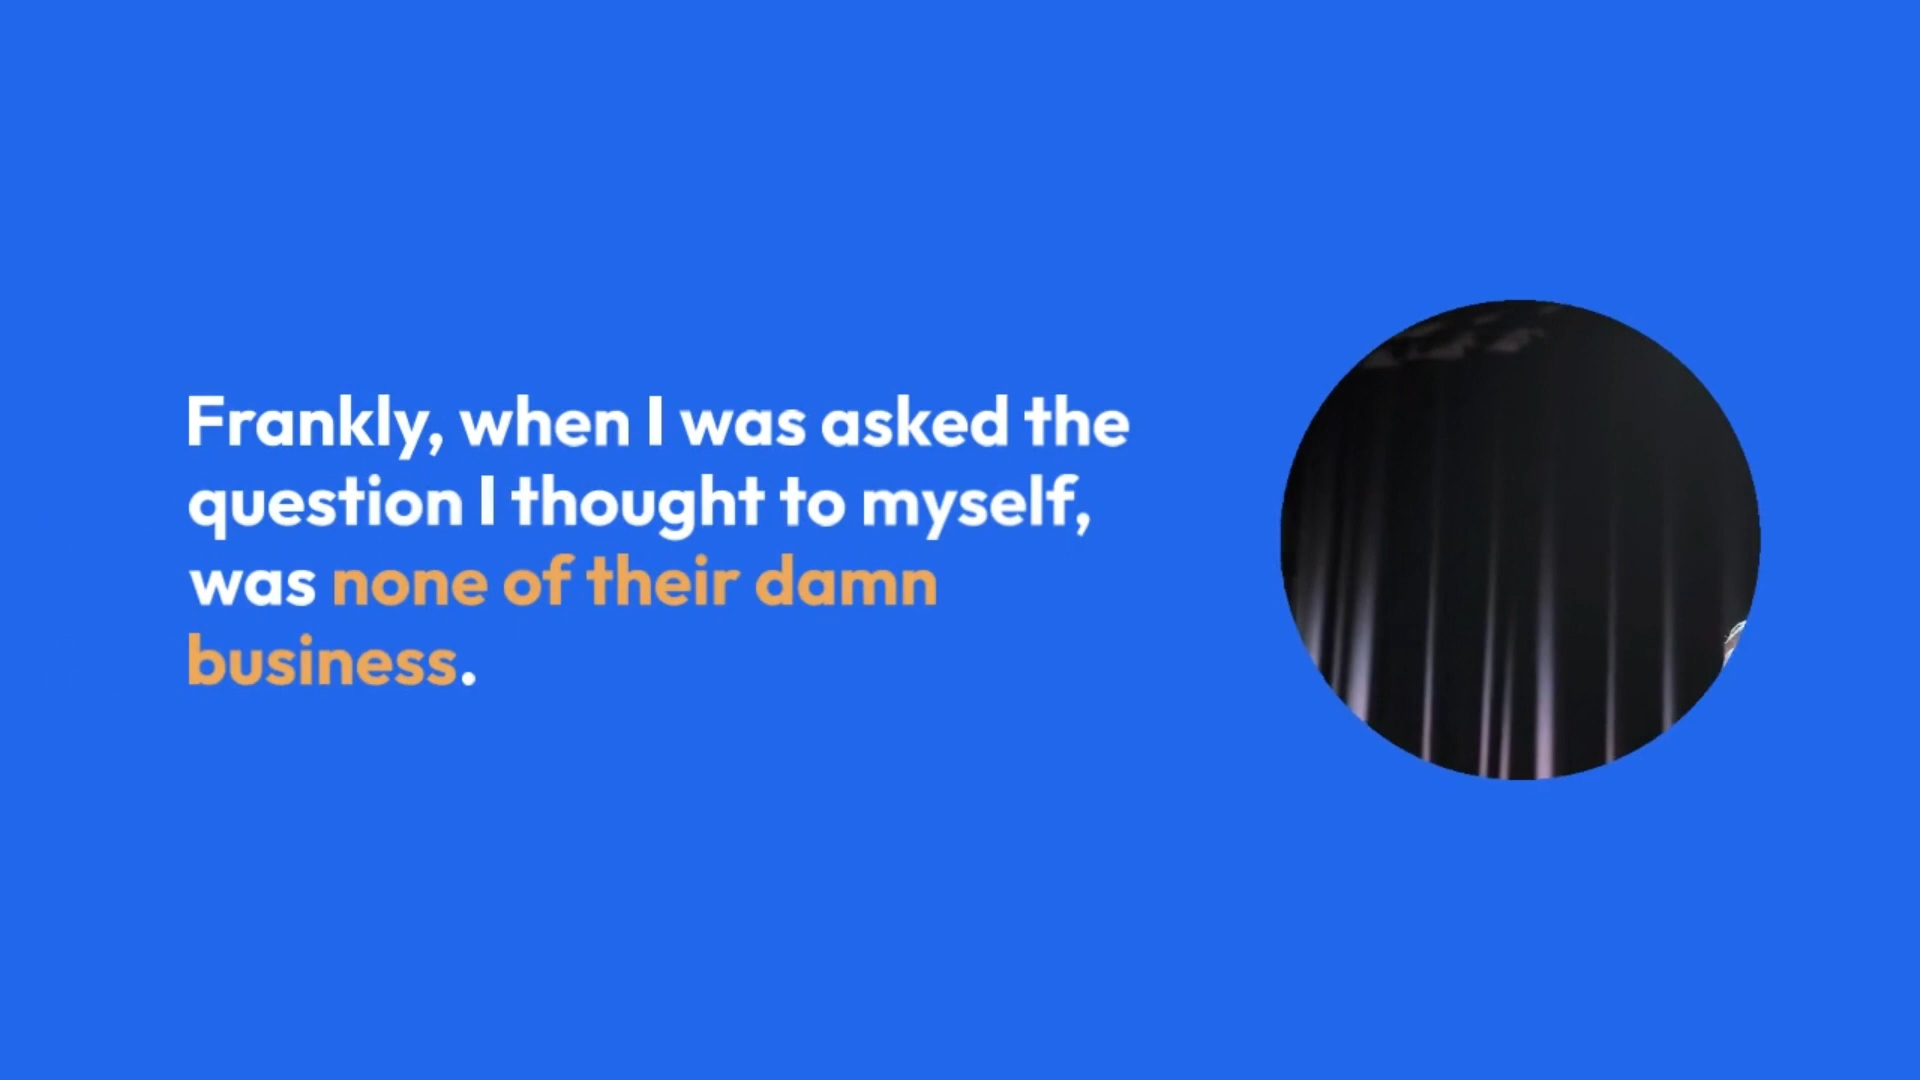 Frankly, when I was asked the
question I thought to myself,
was none of their damn
business.